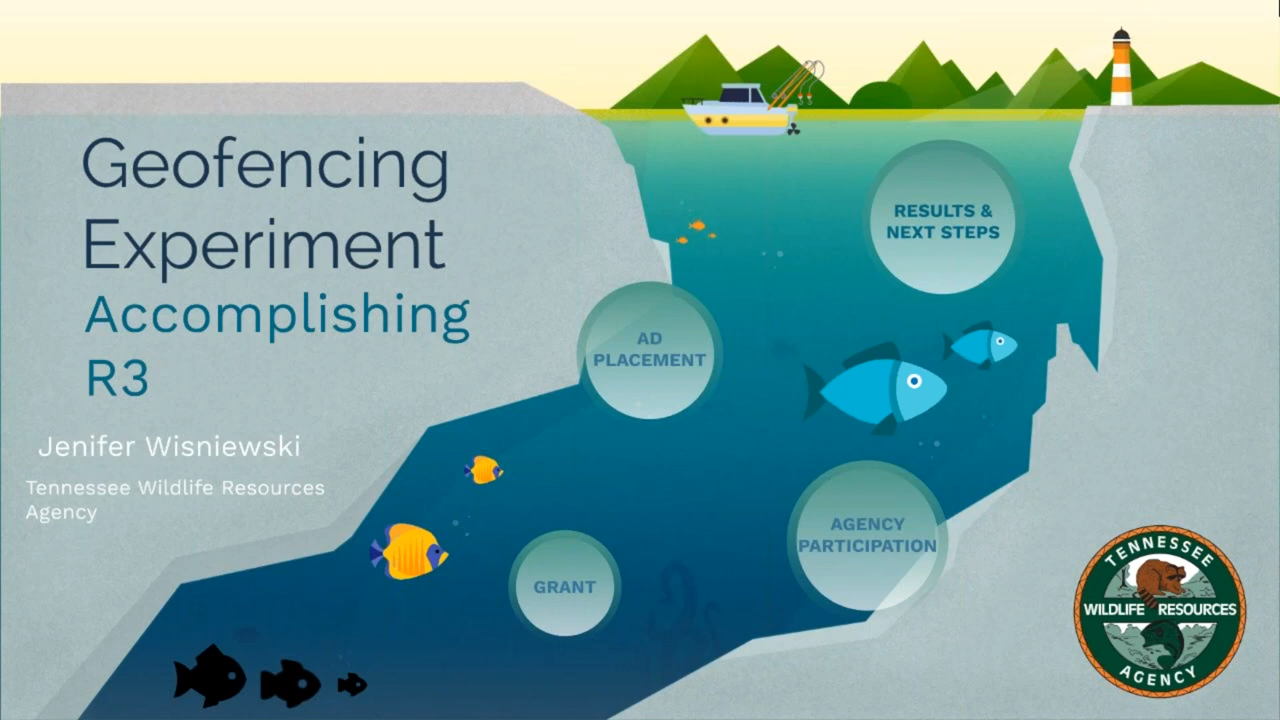 Geofencing
Experiment
Accomplishing
R3
Jenifer Wisniewski
Tennessee Wildlife Resources
Agency
RESULTS &
NEXT STEPS
AD
PLACEMENT
AGENCY
PARTICIPATION
GRANT
TENNESSEE
WILDLIFE RESOURCES
AGENCY